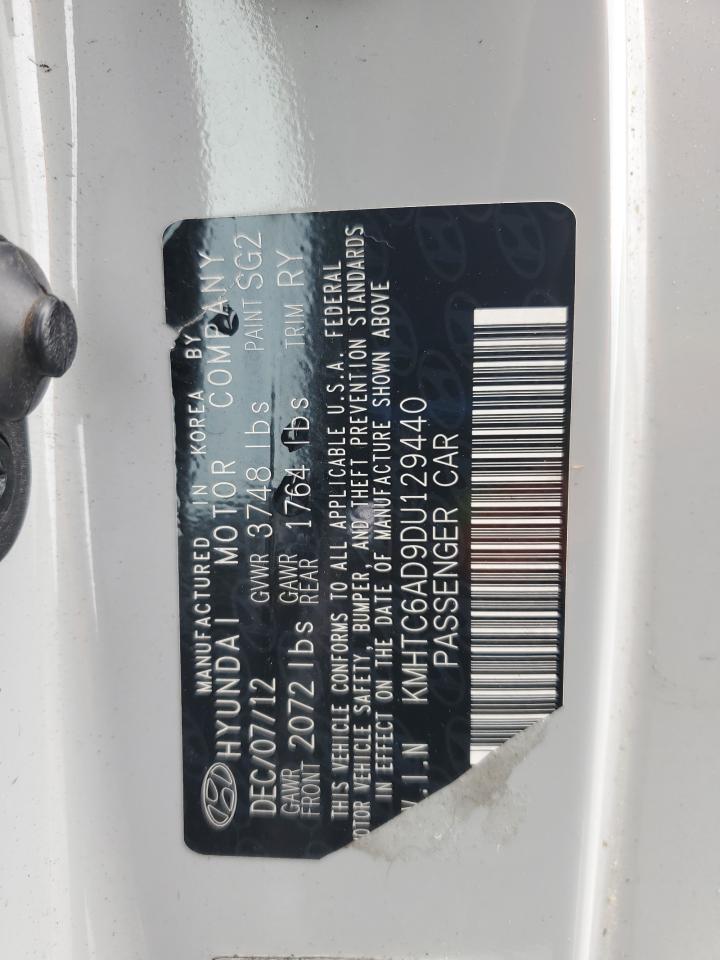 MANUFACTURED IN KOREA BY
HYUNDAI MOTOR COMPANY
DEC/07/12 GVWR 3748 lbs PAINT SG2
GAWR FRONT 2072 lbs GAWR REAR 1764 lbs TRIM RY
THIS VEHICLE CONFORMS TO ALL APPLICABLE U.S.A. FEDERAL
MOTOR VEHICLE SAFETY, BUMPER, AND THEFT PREVENTION STANDARDS
IN EFFECT ON THE DATE OF MANUFACTURE SHOWN ABOVE
V.I.N KMHTC6AD9DU129440
PASSENGER CAR